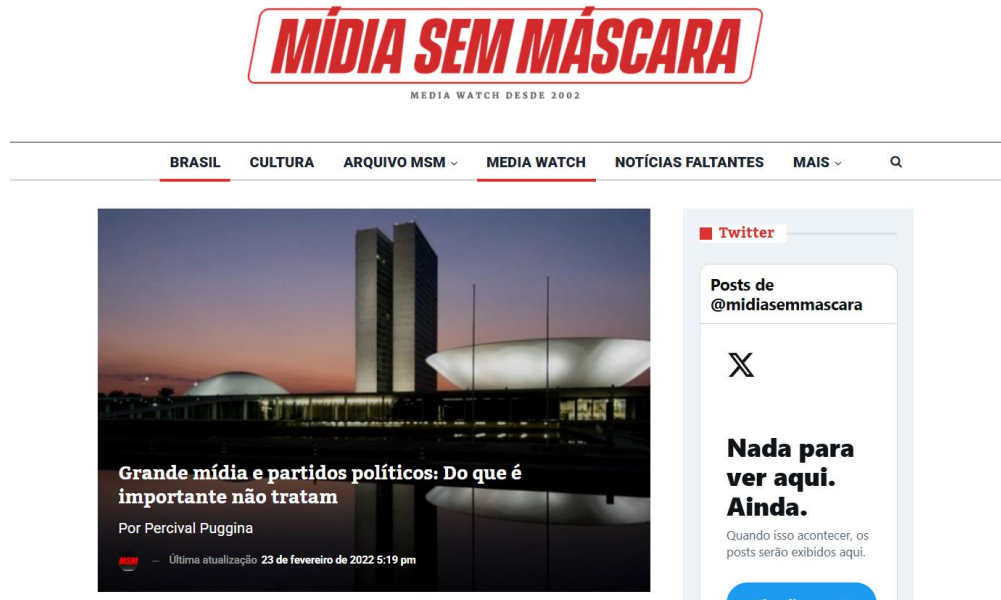 MÍDIA SEM MÁSCARA
MEDIA WATCH DESDE 2002
BRASIL CULTURA ARQUIVO MSM MEDIA WATCH NOTÍCIAS FALTANTES MAIS
Grande mídia e partidos políticos: Do que é
importante não tratam
Por Percival Puggina
MSM — Última atualização 23 de fevereiro de 2022 5:19 pm
Twitter
Posts de
@midiasemmascara
Nada para
ver aqui.
Ainda.
Quando isso acontecer, os
posts serão exibidos aqui.